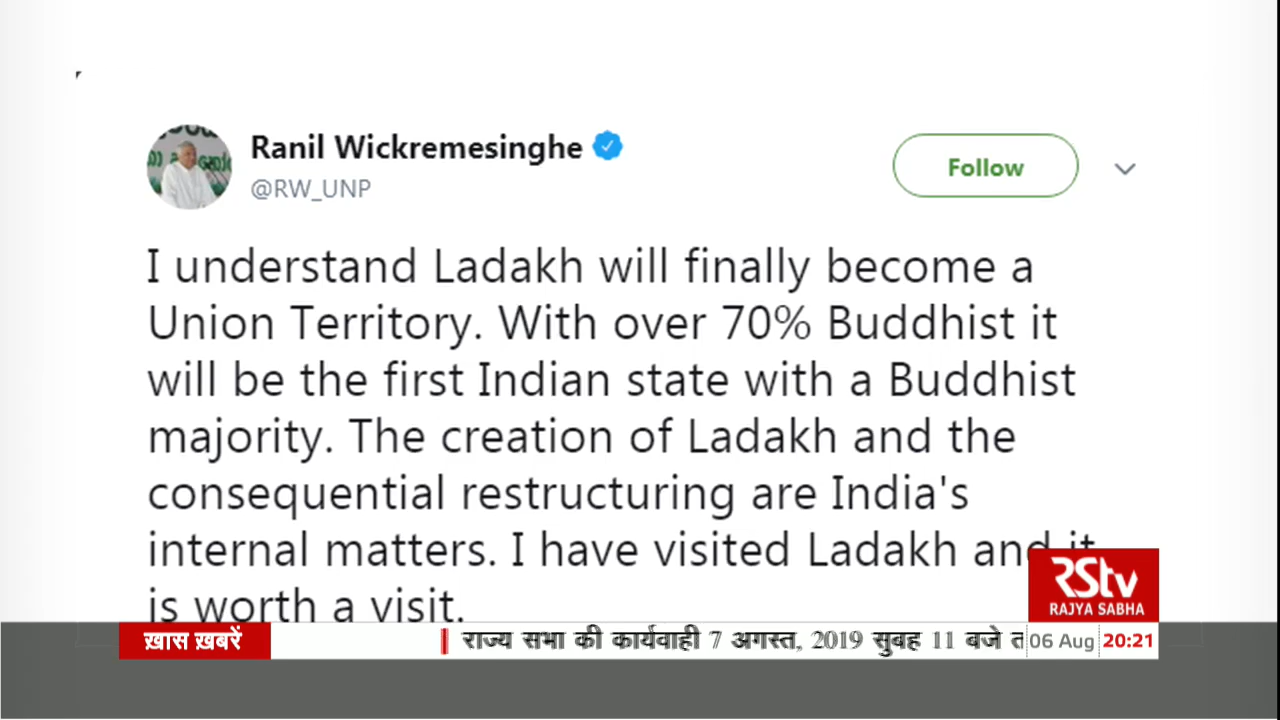 Ranil Wickremesinghe
@RW_UNP
Follow
I understand Ladakh will finally become a
Union Territory. With over 70% Buddhist it
will be the first Indian state with a Buddhist
majority. The creation of Ladakh and the
consequential restructuring are India's
internal matters. I have visited Ladakh and it
is worth a visit.
RStv
RAJYA SABHA
ख़ास ख़बरें
राज्य सभा की कार्यवाही 7 अगस्त, 2019 सुबह 11 बजे त
06 Aug 20:21